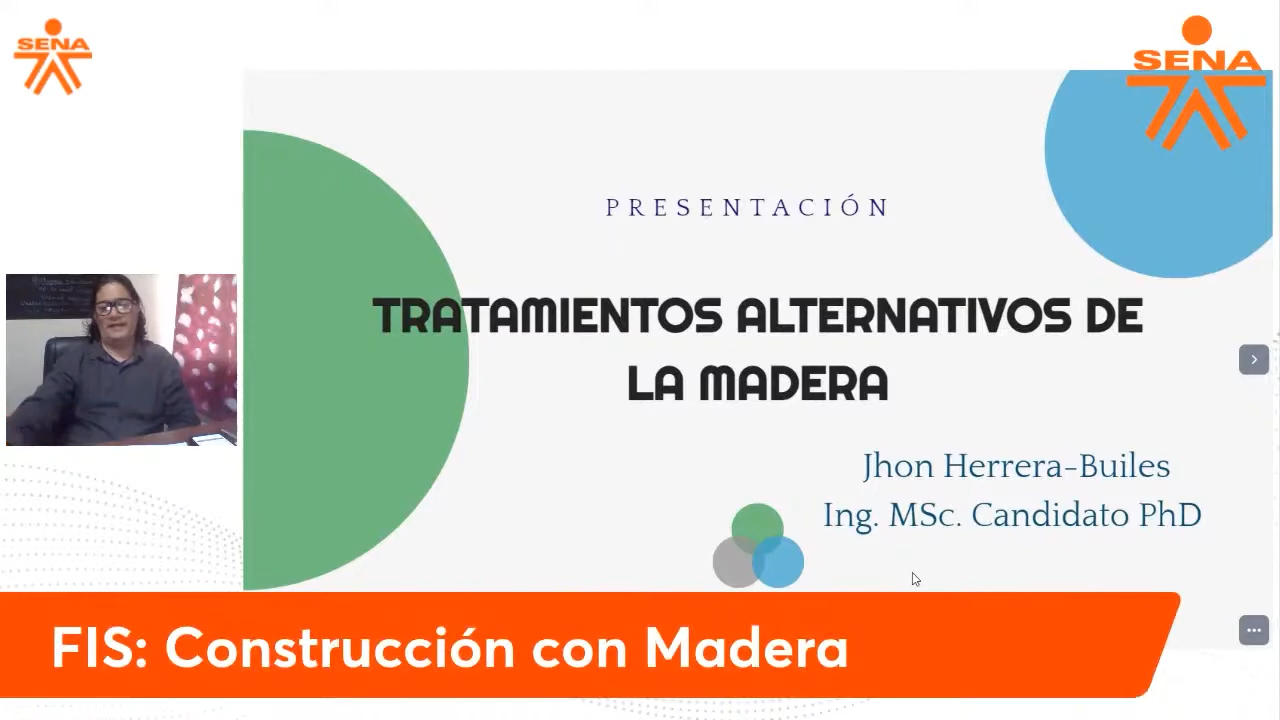 SENA
SENA
PRESENTACIÓN
TRATAMIENTOS ALTERNATIVOS DE
LA MADERA
Jhon Herrera-Builes
Ing. MSc. Candidato PhD
FIS: Construcción con Madera